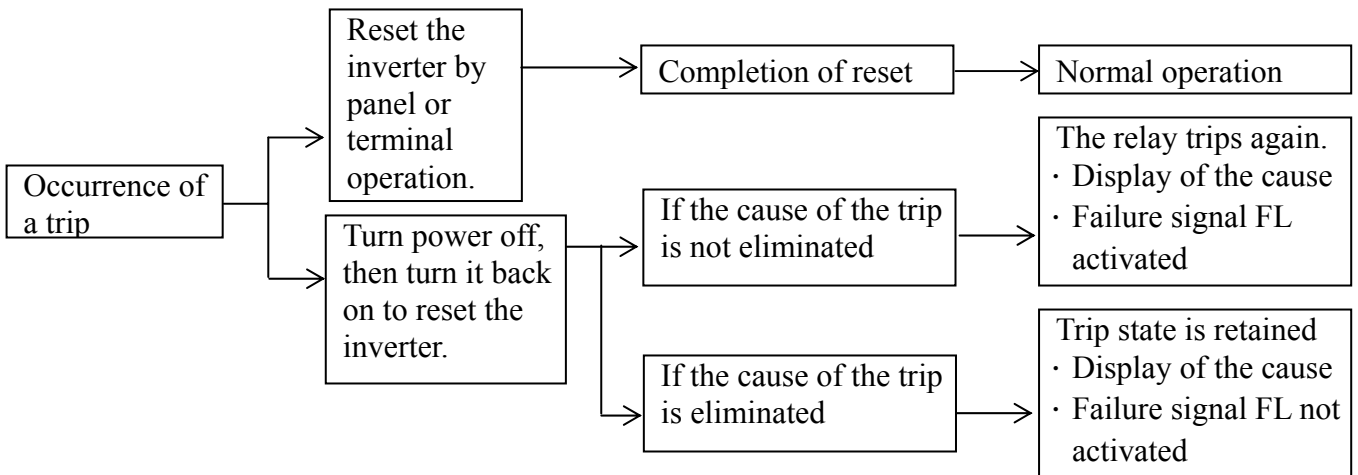 Occurrence of
a trip
Reset the
inverter by
panel or
terminal
operation.
Completion of reset
Normal operation
Turn power off,
then turn it back
on to reset the
inverter.
If the cause of the trip
is not eliminated
The relay trips again.
・Display of the cause
・Failure signal FL
activated
If the cause of the trip
is eliminated
Trip state is retained
・Display of the cause
・Failure signal FL not
activated